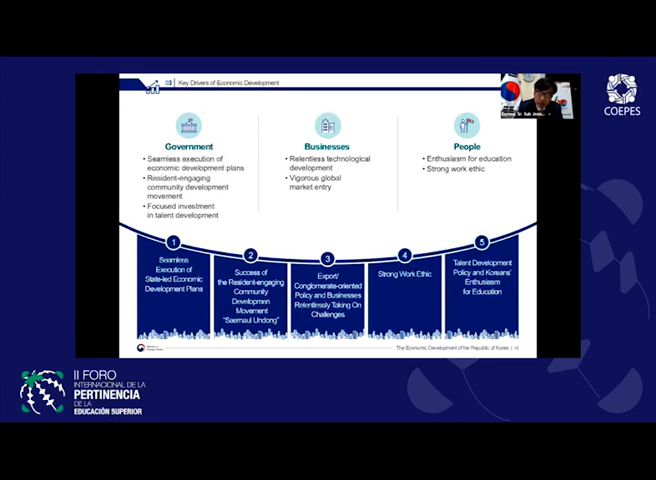 03 | Key Drivers of Economic Development
COEPES
Government
• Seamless execution of
economic development plans
• Resident-engaging
community development
movement
• Focused investment
in talent development
Businesses
• Relentless technological
development
• Vigorous global
market entry
People
• Enthusiasm for education
• Strong work ethic
1
Seamless
Execution of
State-led Economic
Development Plans
2
Success of
the Resident-engaging
Community
Developmen
Movement
"Saemaul Undong"
3
Export/
Conglomerate-oriented
Policy and Businesses
Relentlessly Taking On
Challenges
4
Strong Work Ethic
5
Talent Development
Policy and Koreans'
Enthusiasm
for Education
The Economic Development of the Republic of Korea |
II FORO
INTERNACIONAL DE LA
PERTINENCIA
DE LA
EDUCACIÓN SUPERIOR